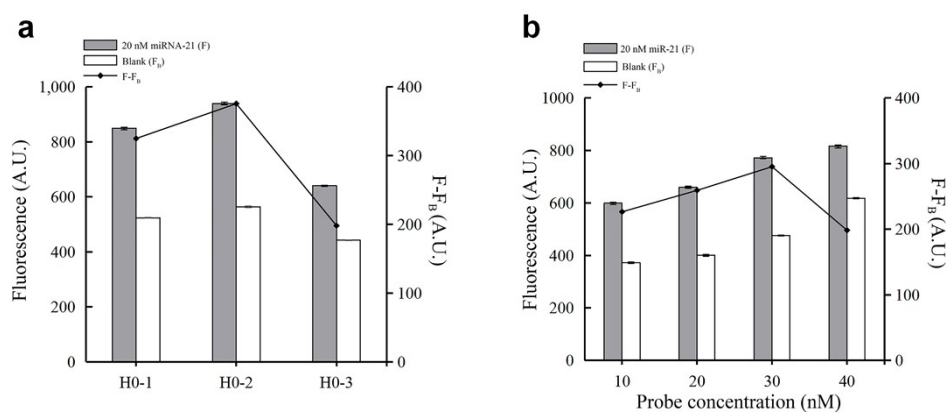 a
20 nM miRNA-21 (F)
Blank (F_B)
F-F_B
1,000
800
600
400
200
0
Fluorescence (A.U.)
400
300
200
100
0
F-F_B (A.U.)
H0-1 H0-2 H0-3
b
20 nM miR-21 (F)
Blank (F_B)
F-F_B
1000
800
600
400
200
0
Fluorescence (A.U.)
400
300
200
100
0
F-F_B (A.U.)
10 20 30 40
Probe concentration (nM)